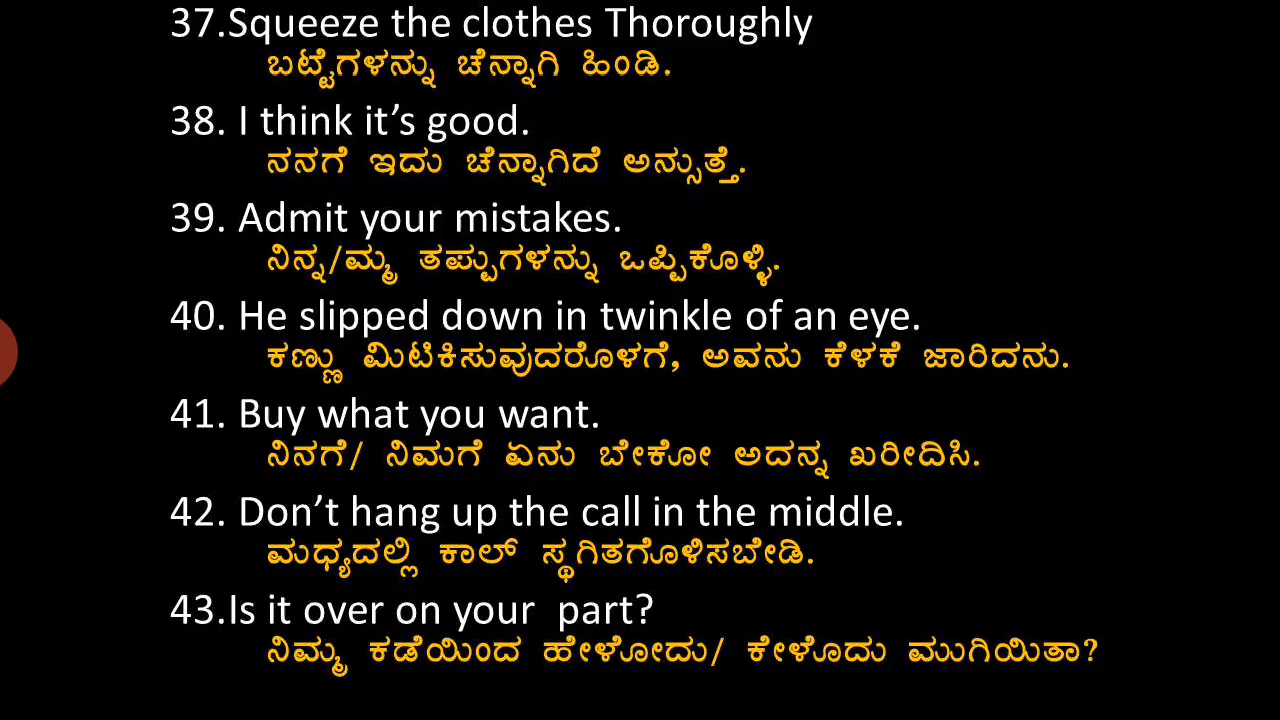 37.Squeeze the clothes Thoroughly
ಬಟ್ಟೆಗಳನ್ನು ಚೆನ್ನಾಗಿ ಹಿಂಡಿ.
38. I think it’s good.
ನನಗೆ ಇದು ಚೆನ್ನಾಗಿದೆ ಅನ್ಸುತ್ತೆ.
39. Admit your mistakes.
ನಿನ್ನ/ಮ್ಮ ತಪ್ಪುಗಳನ್ನು ಒಪ್ಪಿಕೊಳ್ಳಿ.
40. He slipped down in twinkle of an eye.
ಕಣ್ಣು ಮಿಟಿಕಿಸುವುದರೊಳಗೆ, ಅವನು ಕೆಳಕೆ ಜಾರಿದನು.
41. Buy what you want.
ನಿನಗೆ/ ನಿಮಗೆ ಏನು ಬೇಕೋ ಅದನ್ನ ಖರೀದಿಸಿ.
42. Don’t hang up the call in the middle.
ಮಧ್ಯದಲ್ಲಿ ಕಾಲ್ ಸ್ಥಗಿತಗೊಳಿಸಬೇಡಿ.
43.Is it over on your  part?
ನಿಮ್ಮ ಕಡೆಯಿಂದ ಹೇಳೋದು/ ಕೇಳೊದು ಮುಗಿಯಿತಾ?